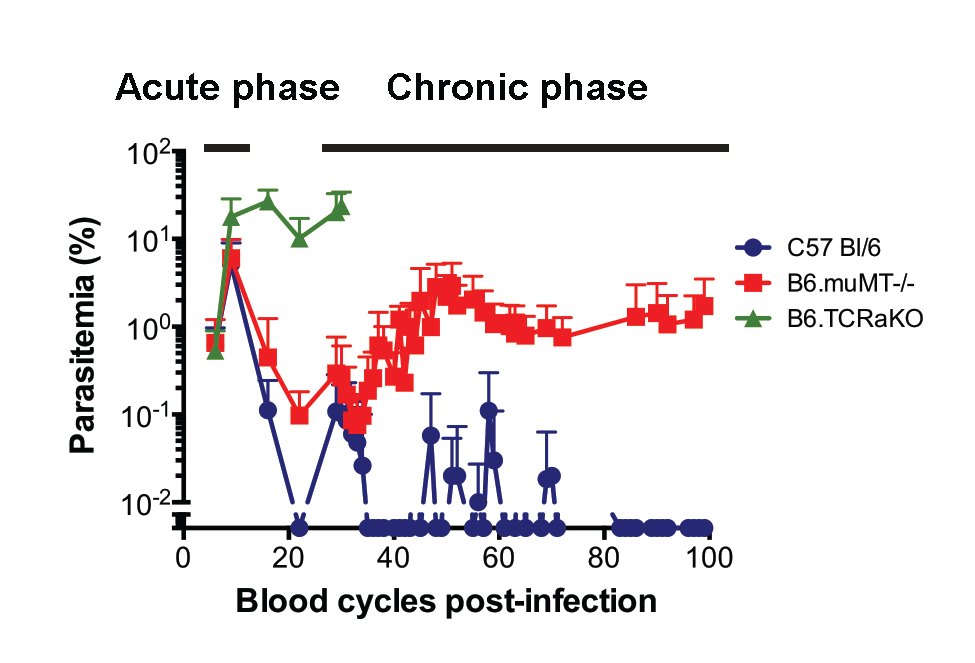 Acute phase Chronic phase
10²
10¹
10⁰
10⁻¹
10⁻²
Parasitemia (%)
0 20 40 60 80 100
Blood cycles post-infection
C57 Bl/6
B6.muMT-/-
B6.TCRaKO